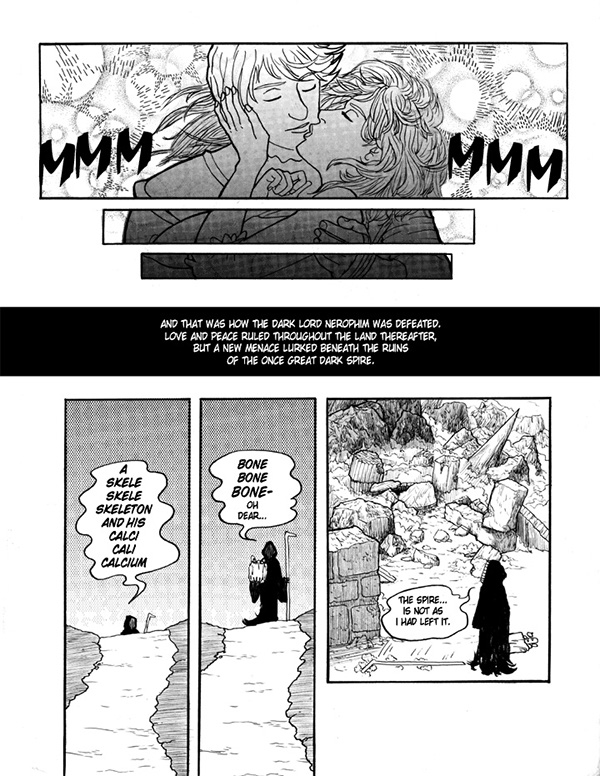 MMM
MMM
AND THAT WAS HOW THE DARK LORD NEROPHIM WAS DEFEATED.
LOVE AND PEACE RULED THROUGHOUT THE LAND THEREAFTER,
BUT A NEW MENACE LURKED BENEATH THE RUINS
OF THE ONCE GREAT DARK SPIRE.
A
SKELE
SKELE
SKELETON
AND HIS
CALCI
CALI
CALCIUM
BONE
BONE
BONE-
OH
DEAR...
THE SPIRE...
IS NOT AS
I HAD LEFT IT.